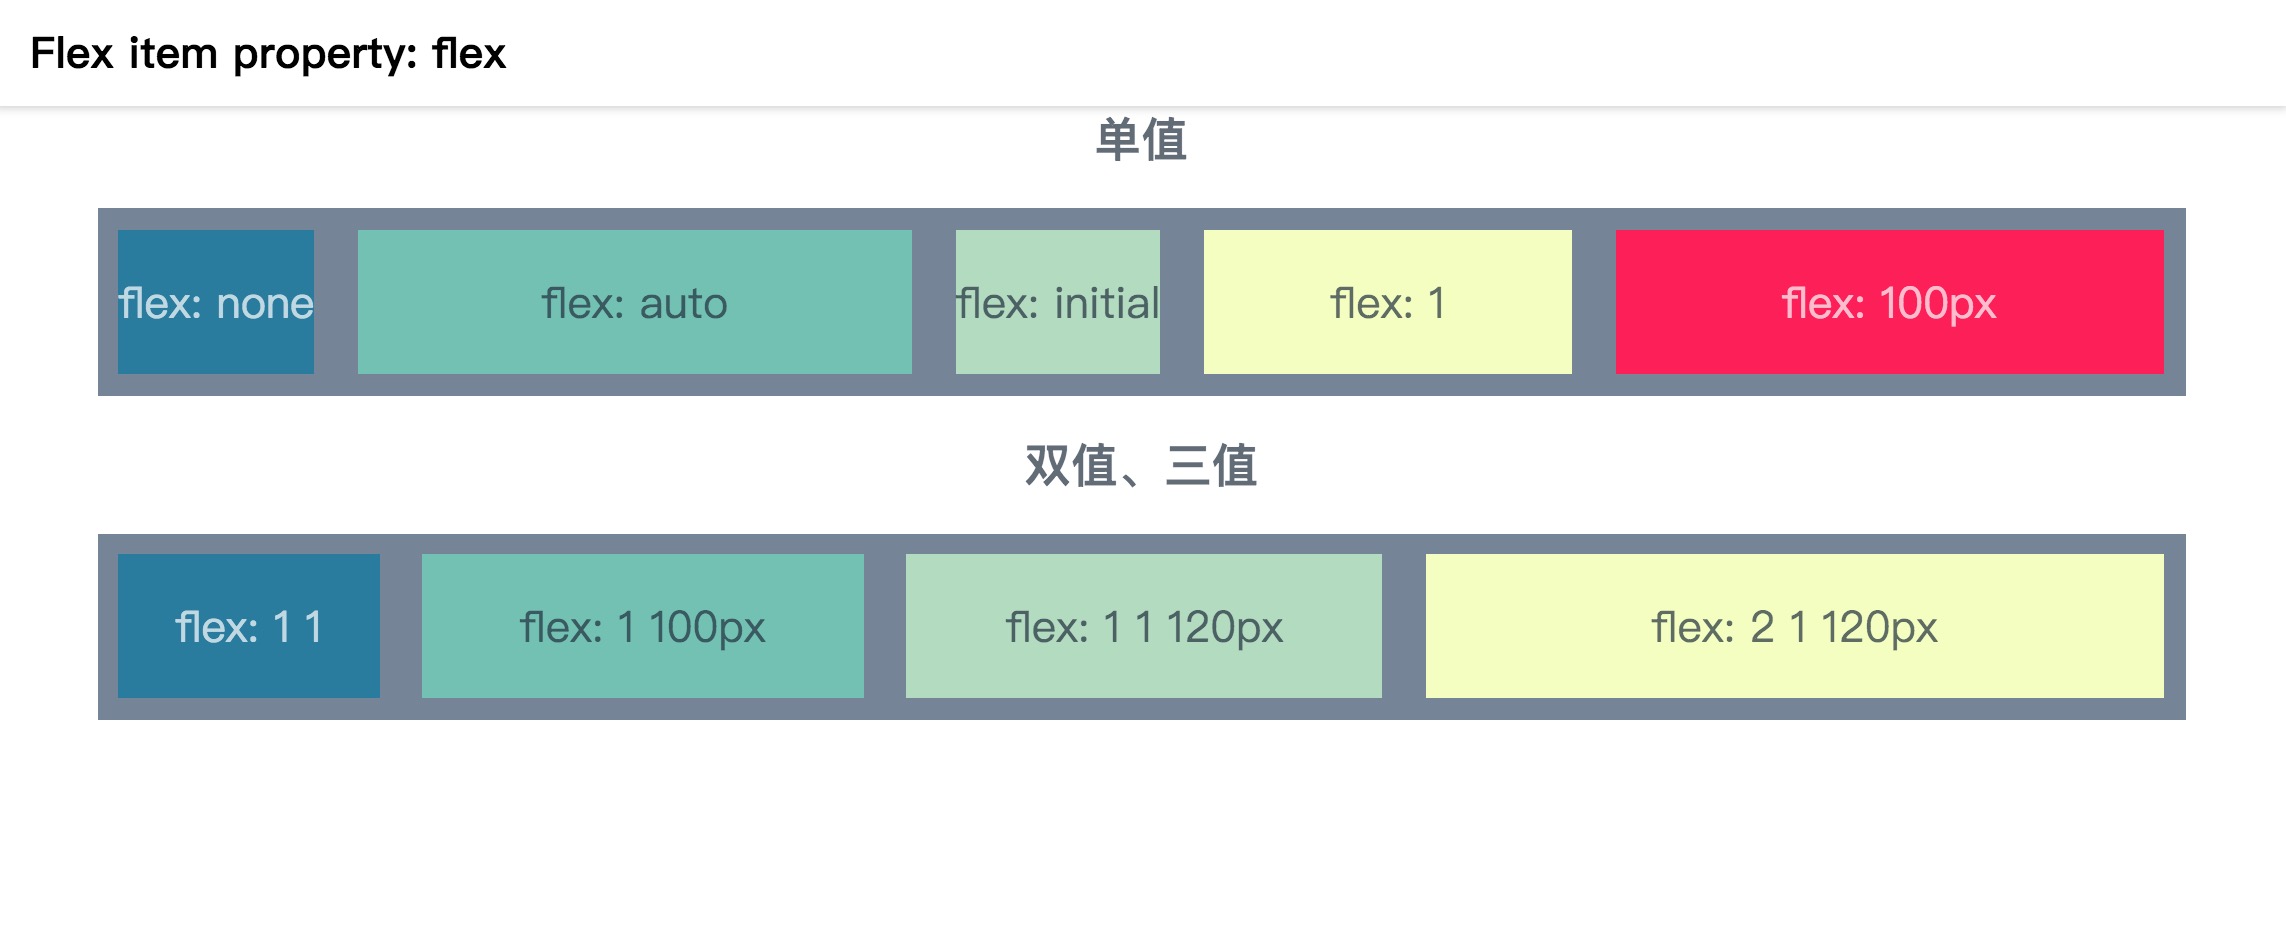 Flex item property: flex
单值
flex: none flex: auto flex: initial flex: 1 flex: 100px
双值、三值
flex: 1 1 flex: 1 100px flex: 1 1 120px flex: 2 1 120px